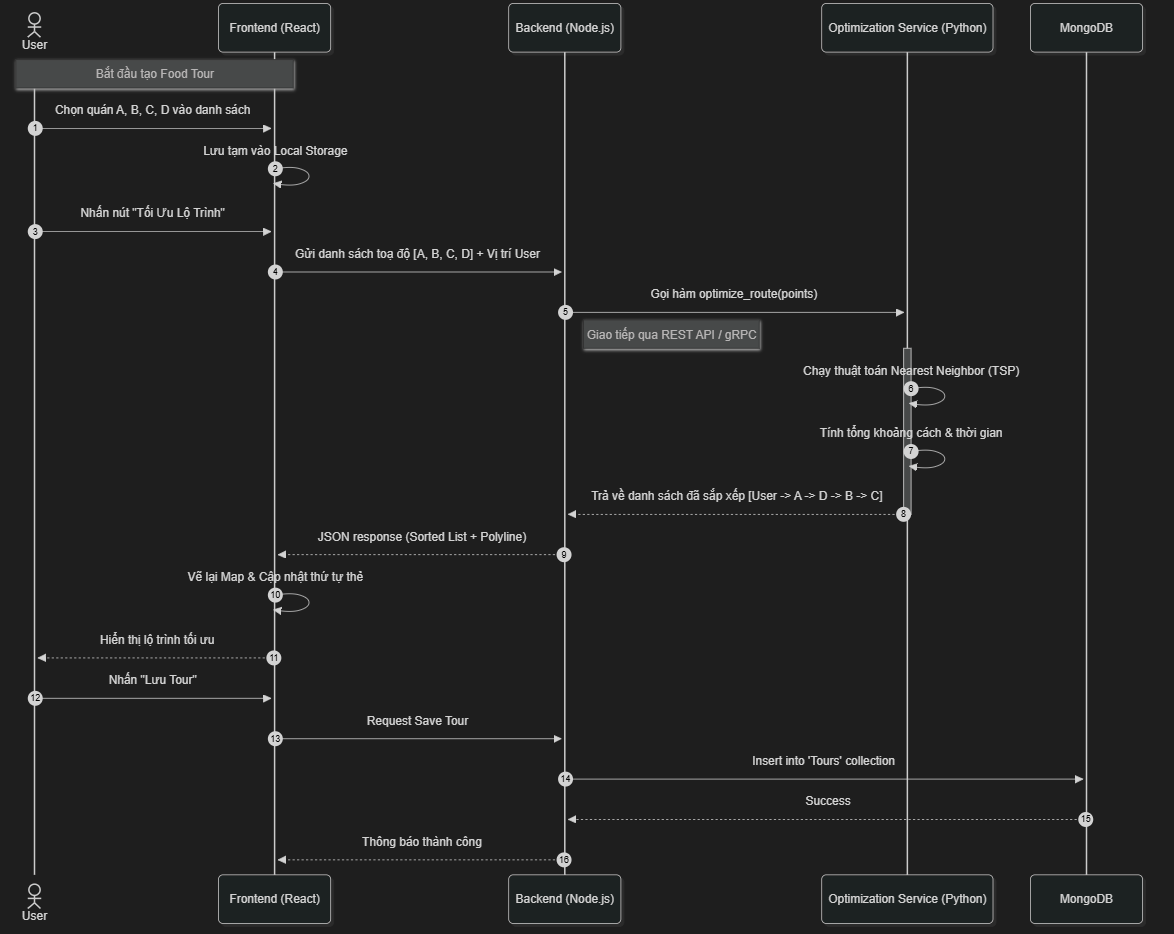 User
Frontend (React)
Backend (Node.js)
Optimization Service (Python)
MongoDB
Bắt đầu tạo Food Tour
Chọn quán A, B, C, D vào danh sách
1
Lưu tạm vào Local Storage
2
Nhấn nút "Tối Ưu Lộ Trình"
3
Gửi danh sách toạ độ [A, B, C, D] + Vị trí User
4
Gọi hàm optimize_route(points)
5
Giao tiếp qua REST API / gRPC
Chạy thuật toán Nearest Neighbor (TSP)
6
Tính tổng khoảng cách & thời gian
7
Trả về danh sách đã sắp xếp [User -> A -> D -> B -> C]
8
JSON response (Sorted List + Polyline)
9
Vẽ lại Map & Cập nhật thứ tự thẻ
10
Hiển thị lộ trình tối ưu
11
Nhấn "Lưu Tour"
12
Request Save Tour
13
Insert into 'Tours' collection
14
Success
15
Thông báo thành công
16
User
Frontend (React)
Backend (Node.js)
Optimization Service (Python)
MongoDB